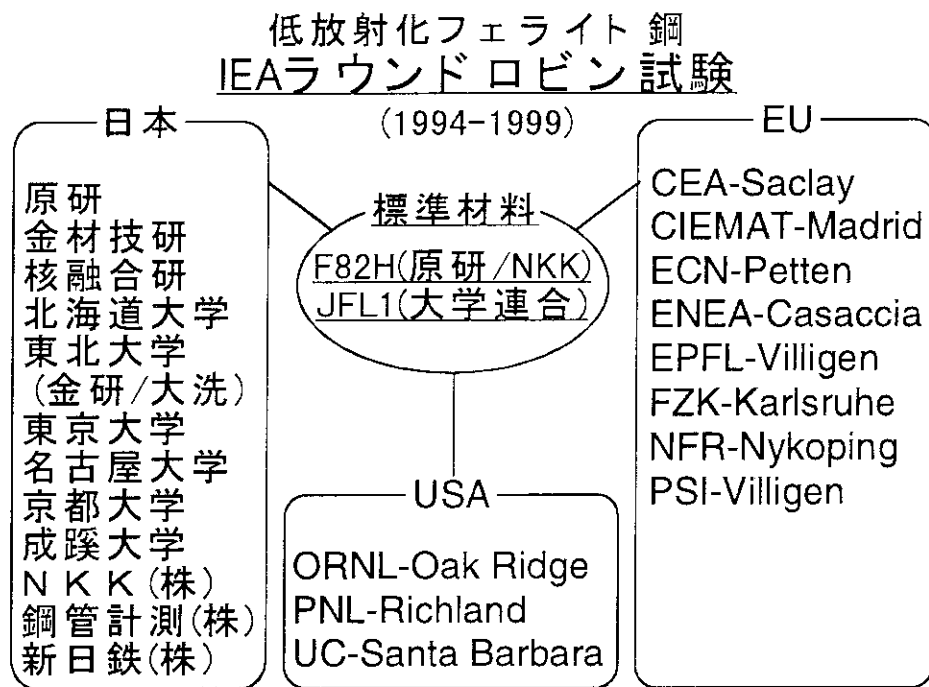 低放射化フェライト鋼
IEAラウンドロビン試験
(1994-1999)
日本
原研
金材技研
核融合研
北海道大学
東北大学
(金研/大洗)
東京大学
名古屋大学
京都大学
成蹊大学
NKK(株)
鋼管計測(株)
新日鉄(株)
標準材料
F82H(原研/NKK)
JFL1(大学連合)
USA
ORNL-Oak Ridge
PNL-Richland
UC-Santa Barbara
EU
CEA-Saclay
CIEMAT-Madrid
ECN-Petten
ENEA-Casaccia
EPFL-Villigen
FZK-Karlsruhe
NFR-Nykoping
PSI-Villigen